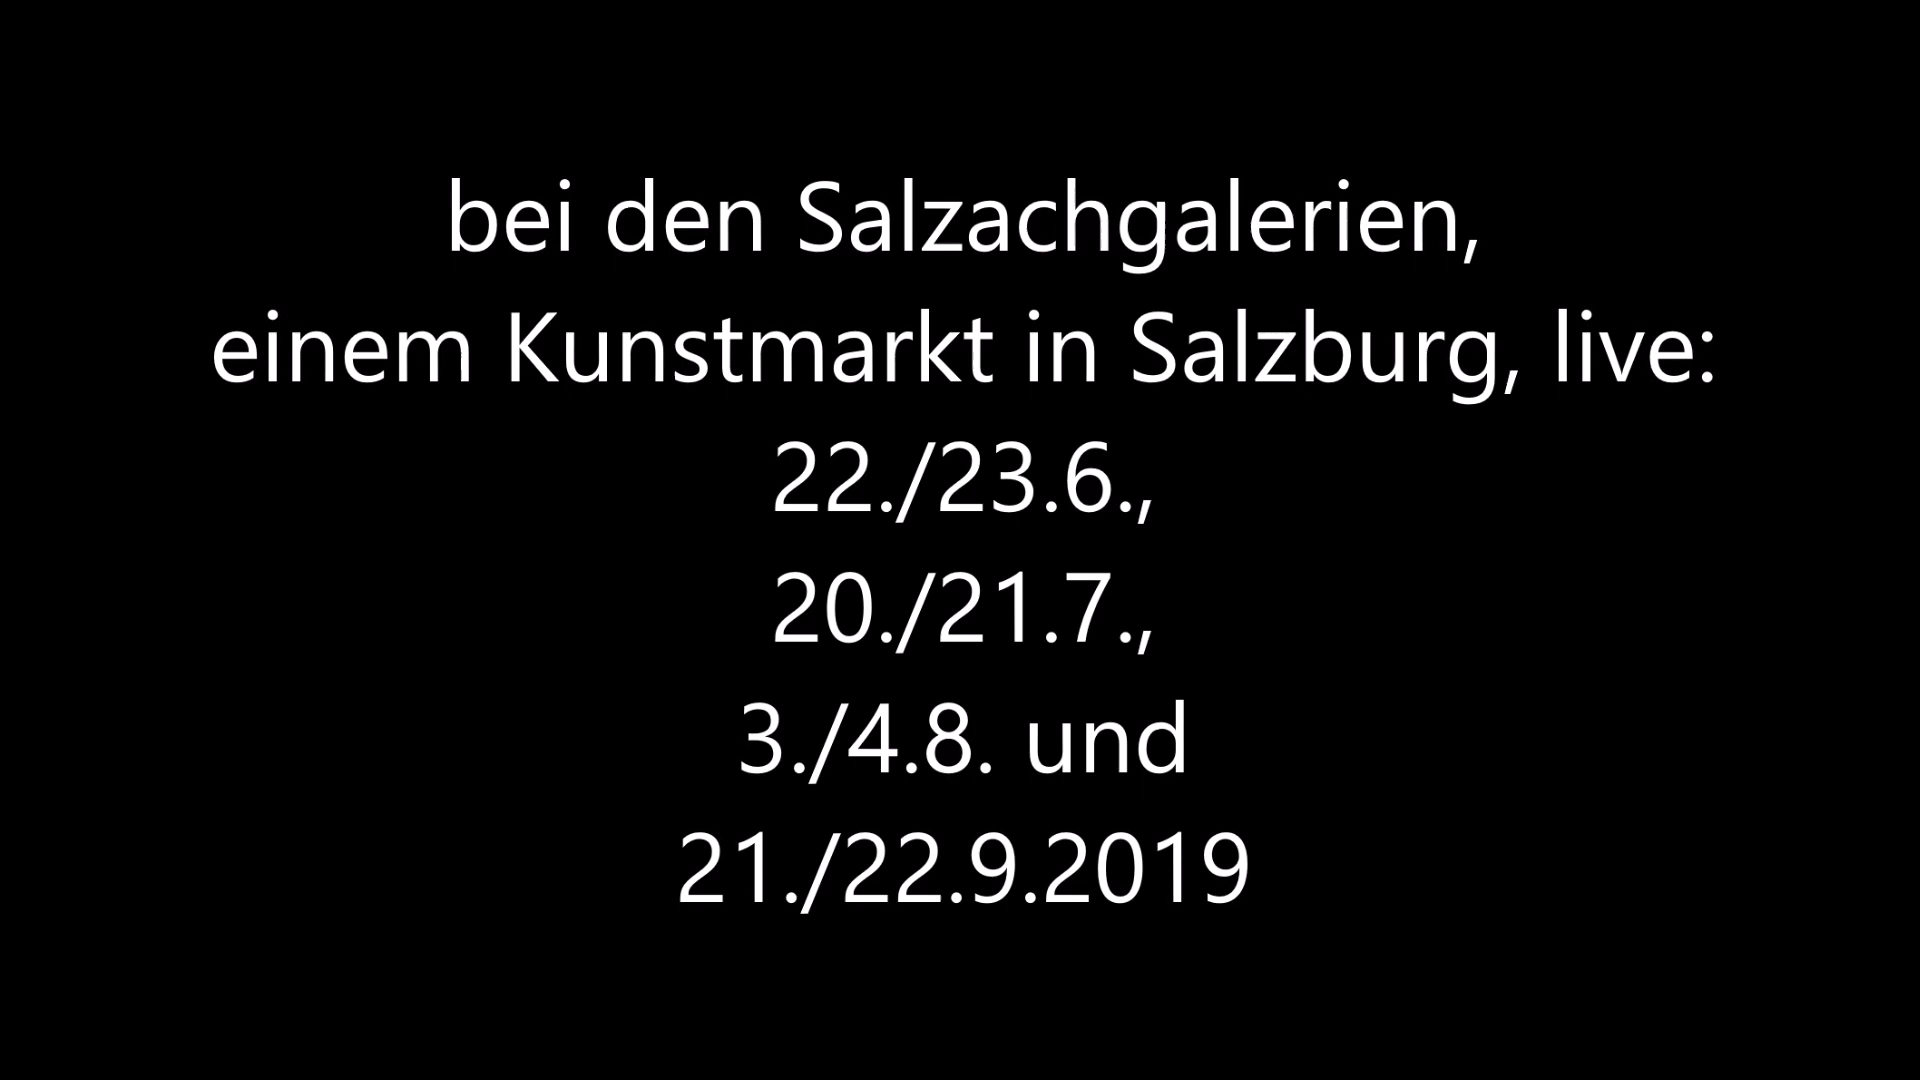 bei den Salzachgalerien,
einem Kunstmarkt in Salzburg, live:
22./23.6.,
20./21.7.,
3./4.8. und
21./22.9.2019